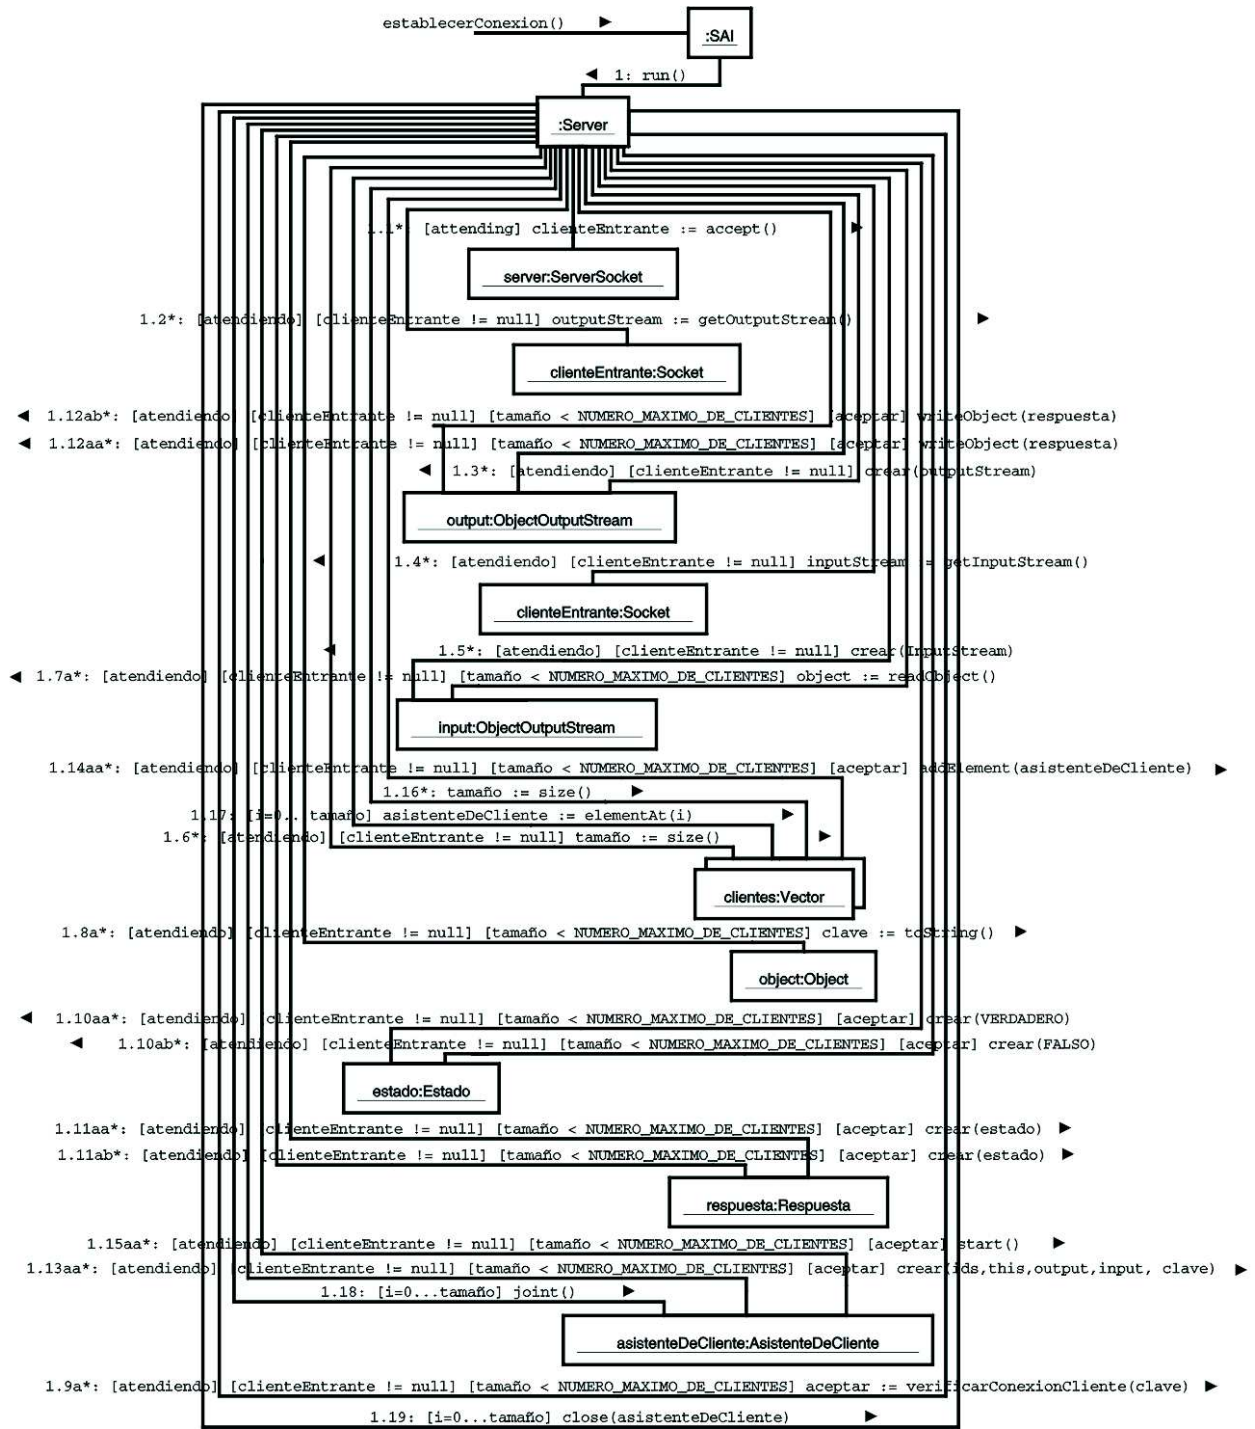 establecerConexion() ►
:SAI
◄ 1: run()
:Server
1.1*: [attending] clienteEntrante := accept() ►
server:ServerSocket
1.2*: [atendiendo] [clienteEntrante != null] outputStream := getOutputStream() ►
clienteEntrante:Socket
◄ 1.12ab*: [atendiendo] [clienteEntrante != null] [tamaño < NUMERO_MAXIMO_DE_CLIENTES] [aceptar] writeObject(respuesta)
◄ 1.12aa*: [atendiendo] [clienteEntrante != null] [tamaño < NUMERO_MAXIMO_DE_CLIENTES] [aceptar] writeObject(respuesta)
◄ 1.3*: [atendiendo] [clienteEntrante != null] crear(outputStream)
output:ObjectOutputStream
◄ 1.4*: [atendiendo] [clienteEntrante != null] inputStream := getInputStream()
clienteEntrante:Socket
◄ 1.5*: [atendiendo] [clienteEntrante != null] crear(InputStream)
◄ 1.7a*: [atendiendo] [clienteEntrante != null] [tamaño < NUMERO_MAXIMO_DE_CLIENTES] object := readObject()
input:ObjectOutputStream
1.14aa*: [atendiendo] [clienteEntrante != null] [tamaño < NUMERO_MAXIMO_DE_CLIENTES] [aceptar] addElement(asistenteDeCliente) ►
1.16*: tamaño := size() ►
1.17: [i=0...tamaño] asistenteDeCliente := elementAt(i) ►
1.6*: [atendiendo] [clienteEntrante != null] tamaño := size() ►
clientes:Vector
1.8a*: [atendiendo] [clienteEntrante != null] [tamaño < NUMERO_MAXIMO_DE_CLIENTES] clave := toString() ►
object:Object
◄ 1.10aa*: [atendiendo] [clienteEntrante != null] [tamaño < NUMERO_MAXIMO_DE_CLIENTES] [aceptar] crear(VERDADERO)
◄ 1.10ab*: [atendiendo] [clienteEntrante != null] [tamaño < NUMERO_MAXIMO_DE_CLIENTES] [aceptar] crear(FALSO)
estado:Estado
1.11aa*: [atendiendo] [clienteEntrante != null] [tamaño < NUMERO_MAXIMO_DE_CLIENTES] [aceptar] crear(estado) ►
1.11ab*: [atendiendo] [clienteEntrante != null] [tamaño < NUMERO_MAXIMO_DE_CLIENTES] [aceptar] crear(estado) ►
respuesta:Respuesta
1.15aa*: [atendiendo] [clienteEntrante != null] [tamaño < NUMERO_MAXIMO_DE_CLIENTES] [aceptar] start() ►
1.13aa*: [atendiendo] [clienteEntrante != null] [tamaño < NUMERO_MAXIMO_DE_CLIENTES] [aceptar] crear(ids,this,output,input, clave) ►
1.18: [i=0...tamaño] joint() ►
asistenteDeCliente:AsistenteDeCliente
1.9a*: [atendiendo] [clienteEntrante != null] [tamaño < NUMERO_MAXIMO_DE_CLIENTES] aceptar := verificarConexionCliente(clave) ►
1.19: [i=0...tamaño] close(asistenteDeCliente) ►